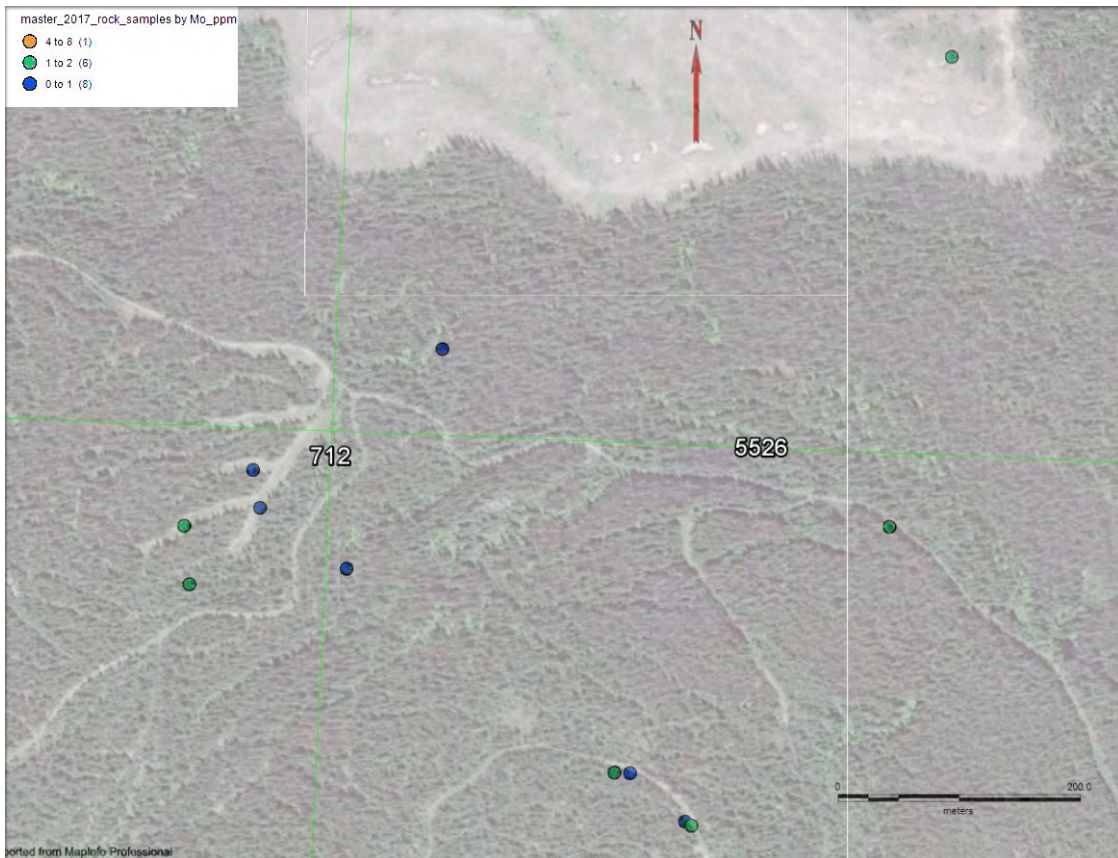 master_2017_rock_samples by Mo_ppm
4 to 8 (1)
1 to 2 (6)
0 to 1 (8)
N
712
5526
0 200.0
meters
ported from MapInfo Professional